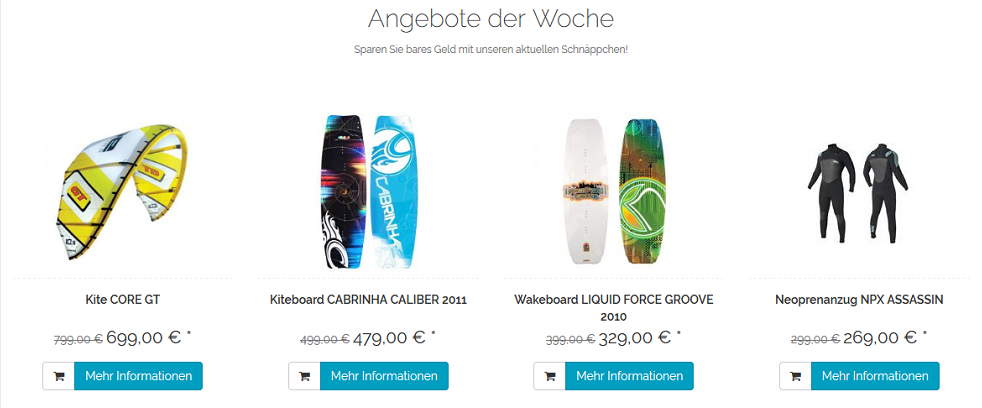 Angebote der Woche
Sparen Sie bares Geld mit unseren aktuellen Schnäppchen!
GT
CABRINHA
Kite CORE GT
Kiteboard CABRINHA CALIBER 2011
Wakeboard LIQUID FORCE GROOVE
2010
Neoprenanzug NPX ASSASSIN
799,00 € 699,00 € *
499,00 € 479,00 € *
399,00 € 329,00 € *
299,00 € 269,00 € *
Mehr Informationen
Mehr Informationen
Mehr Informationen
Mehr Informationen